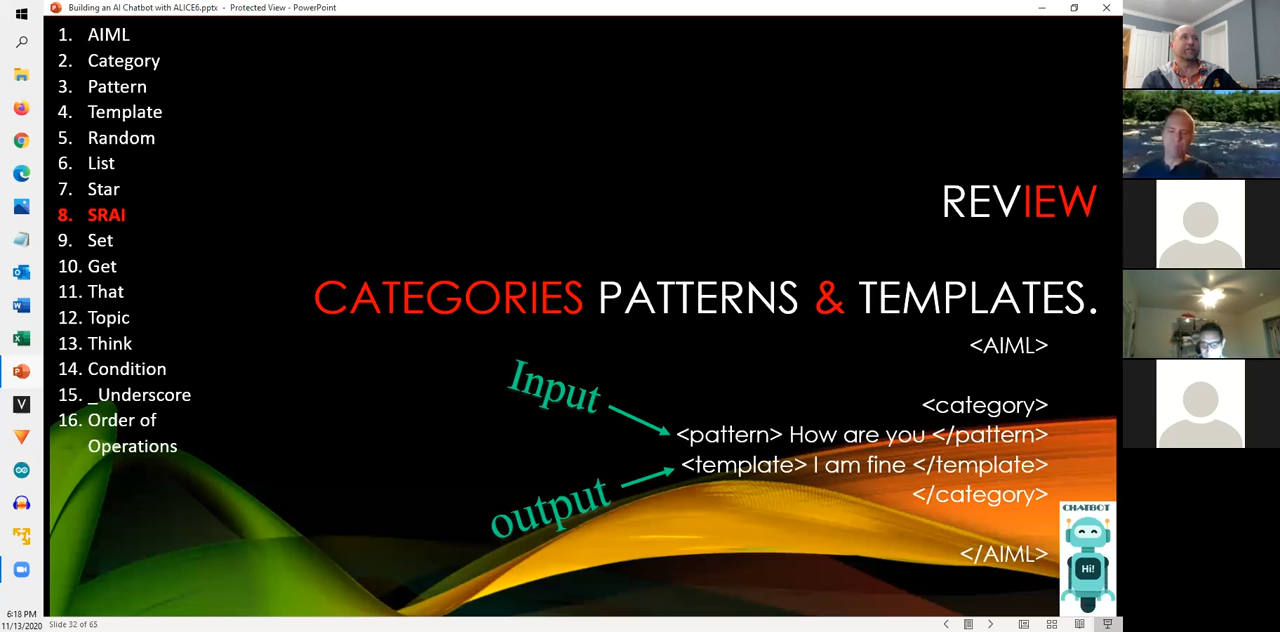 Building an AI Chatbot with ALICE6.pptx - Protected View - PowerPoint
1. AIML
2. Category
3. Pattern
4. Template
5. Random
6. List
7. Star
8. SRAI
9. Set
10. Get
11. That
12. Topic
13. Think
14. Condition
15. _Underscore
16. Order of
Operations
REVIEW
CATEGORIES PATTERNS & TEMPLATES.
<AIML>
Input
<category>
<pattern> How are you </pattern>
<template> I am fine </template>
output
</category>
CHATBOT
</AIML>
Hi!
V
6:18 PM
11/13/2020
Slide 32 of 65